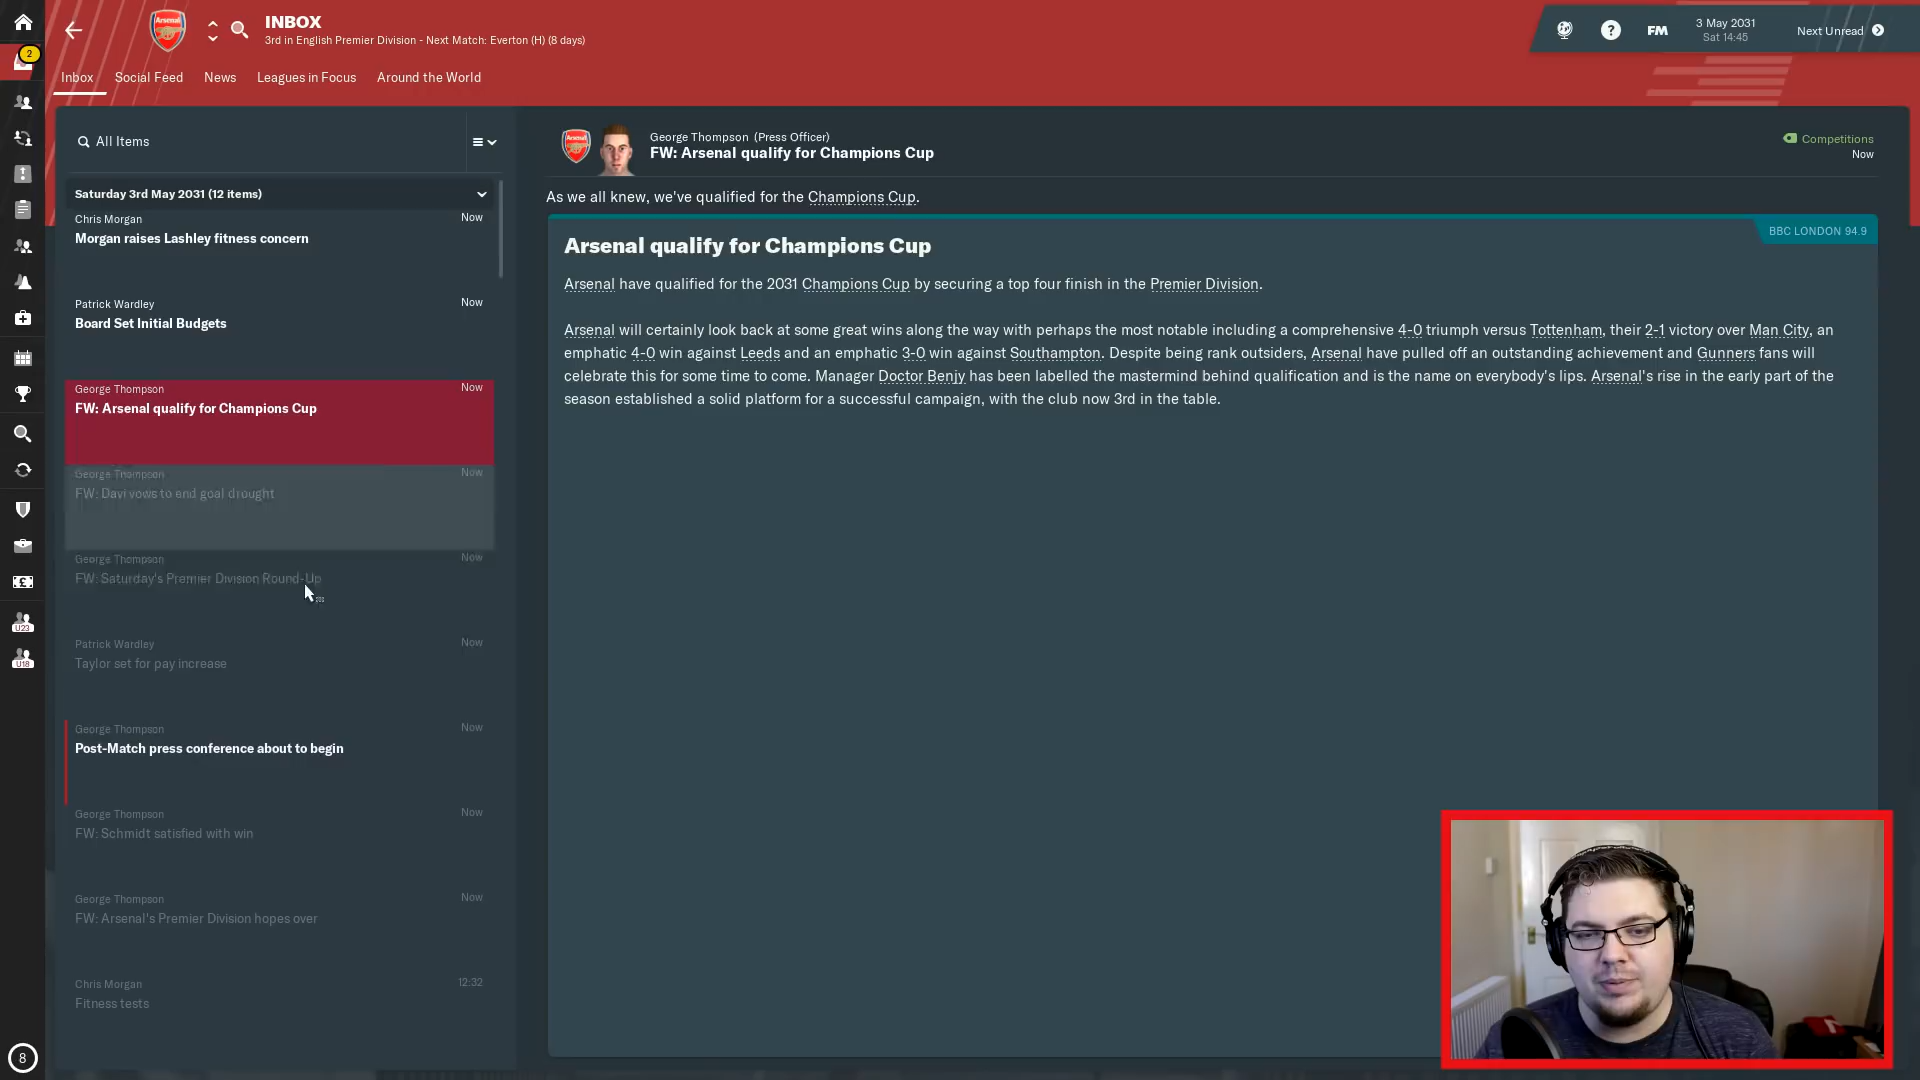 INBOX
3rd in English Premier Division - Next Match: Everton (H) (8 days)
2
FM
3 May 2031
Sat 14:45
Next Unread
Inbox
Social Feed
News
Leagues in Focus
Around the World
All Items
Saturday 3rd May 2031 (12 items)
Chris Morgan
Now
Morgan raises Lashley fitness concern
Patrick Wardley
Now
Board Set Initial Budgets
George Thompson
Now
FW: Arsenal qualify for Champions Cup
George Thompson
Now
FW: Davi vows to end goal drought
George Thompson
Now
FW: Saturday's Premier Division Round-Up
Patrick Wardley
Now
Taylor set for pay increase
George Thompson
Now
Post-Match press conference about to begin
George Thompson
Now
FW: Schmidt satisfied with win
George Thompson
Now
FW: Arsenal's Premier Division hopes over
Chris Morgan
12:32
Fitness tests
U23
U18
8
Arsenal
George Thompson (Press Officer)
FW: Arsenal qualify for Champions Cup
Competitions
Now
As we all knew, we've qualified for the Champions Cup.
BBC LONDON 94.9
Arsenal qualify for Champions Cup
Arsenal have qualified for the 2031 Champions Cup by securing a top four finish in the Premier Division.
Arsenal will certainly look back at some great wins along the way with perhaps the most notable including a comprehensive 4-0 triumph versus Tottenham, their 2-1 victory over Man City, an
emphatic 4-0 win against Leeds and an emphatic 3-0 win against Southampton. Despite being rank outsiders, Arsenal have pulled off an outstanding achievement and Gunners fans will
celebrate this for some time to come. Manager Doctor Benjy has been labelled the mastermind behind qualification and is the name on everybody's lips. Arsenal's rise in the early part of the
season established a solid platform for a successful campaign, with the club now 3rd in the table.